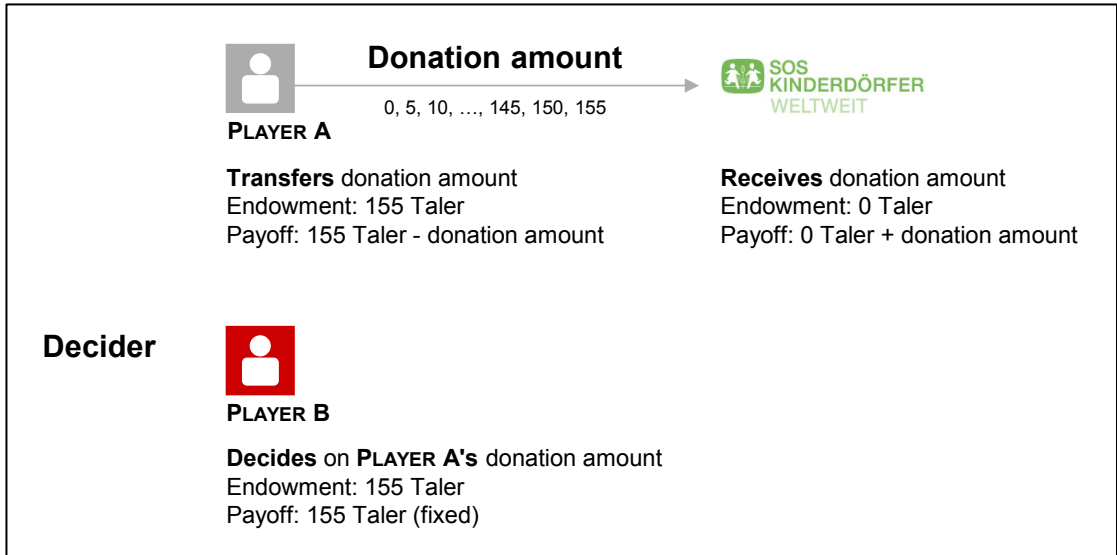 Donation amount
0, 5, 10, …, 145, 150, 155
SOS
KINDERDÖRFER
WELTWEIT
PLAYER A
Transfers donation amount
Endowment: 155 Taler
Payoff: 155 Taler - donation amount
Receives donation amount
Endowment: 0 Taler
Payoff: 0 Taler + donation amount
Decider
PLAYER B
Decides on PLAYER A's donation amount
Endowment: 155 Taler
Payoff: 155 Taler (fixed)